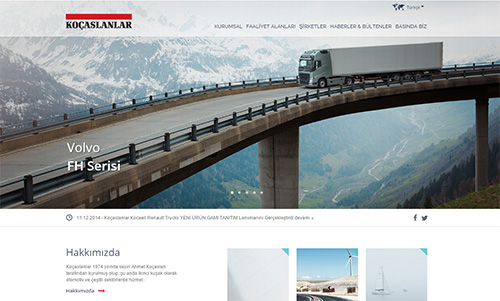 Türkçe
KOÇASLANLAR
KURUMSAL FAALİYET ALANLARI ŞİRKETLER HABERLER & BÜLTENLER BASINDA BİZ
Volvo
FH Serisi
11.12.2014 - Koçaslanlar Kocaeli Renault Trucks YENİ ÜRÜN GAMI TANITIM Lansmanını Gerçekleştirdi devamı »
Hakkımızda
Koçaslanlar 1974 yılında sayın Ahmet Koçaslan
tarafından kurulmuş olup, şu anda ikinci kuşak olarak
otomotiv ve çeşitli sektörlerde hizmet..
Hakkımızda